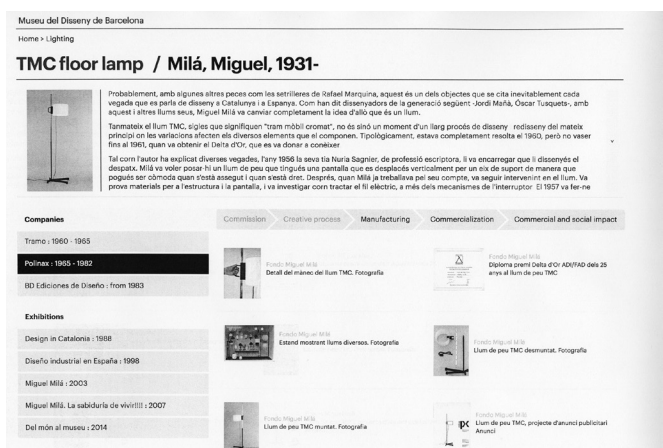 Museu del Disseny de Barcelona
Home > Lighting
TMC floor lamp / Milá, Miguel, 1931-
Probablement, amb algunes altres peces com les setrilleres de Rafael Marquina, aquest és un dels objectes que se cita inevitablement cada
vegada que es parla de disseny a Catalunya i a Espanya. Com han dit dissenyadors de la generació següent -Jordi Mañá, Òscar Tusquets-, amb
aquest i altres llums seus, Miguel Milá va canviar completament la idea d'allò que és un llum.
Tanmateix el llum TMC, sigles que signifiquen "tram mòbil cromat", no és sinó un moment d'un llarg procés de disseny redisseny del mateix
principi on les variacions afecten els diversos elements que el componen. Tipològicament, estava completament resolta el 1960, però no vaser
fins al 1961, quan va obtenir el Delta d'Or, que es va donar a conèixer
Tal com l'autor ha explicat diverses vegades, l'any 1956 la seva tia Nuria Sagnier, de professió escriptora, li va encarregar que li dissenyés el
despatx. Milá va voler posar-hi un llum de peu que tingués una pantalla que es desplacés verticalment per un eix de suport de manera que
pogués ser còmoda quan s'està assegut i quan s'està dret. Després, quan Milá ja treballava pel seu compte, va seguir intervenint en el llum. Va
prova materials per a l'estructura i la pantalla, i va investigar corn tractar el fil elèctric, a més dels mecanismes de l'interruptor El 1957 va fer-ne
Companies
Tramo : 1960 - 1965
Polinax : 1965 - 1982
BD Ediciones de Diseño : from 1983
Exhibitions
Design in Catalonia : 1988
Diseño industrial en España : 1998
Miguel Milá : 2003
Miguel Milá. La sabiduría de vivir!!!! : 2007
Del món al museu : 2014
Commission
Creative process
Manufacturing
Commercialization
Commercial and social impact
Fondo Miguel Milá
Detall del mànec del llum TMC. Fotografia
Fondo Miguel Milá
Diploma premi Delta d'Or ADI/FAD dels 25
anys al llum de peu TMC
Fondo Miguel Milá
Estand mostrant llums diversos. Fotografia
Fondo Miguel Milá
Llum de peu TMC desmuntat. Fotografia
Fondo Miguel Milá
Llum de peu TMC muntat. Fotografia
Fondo Miguel Milá
Llum de peu TMC, projecte d'anunci publicitari
Anunci